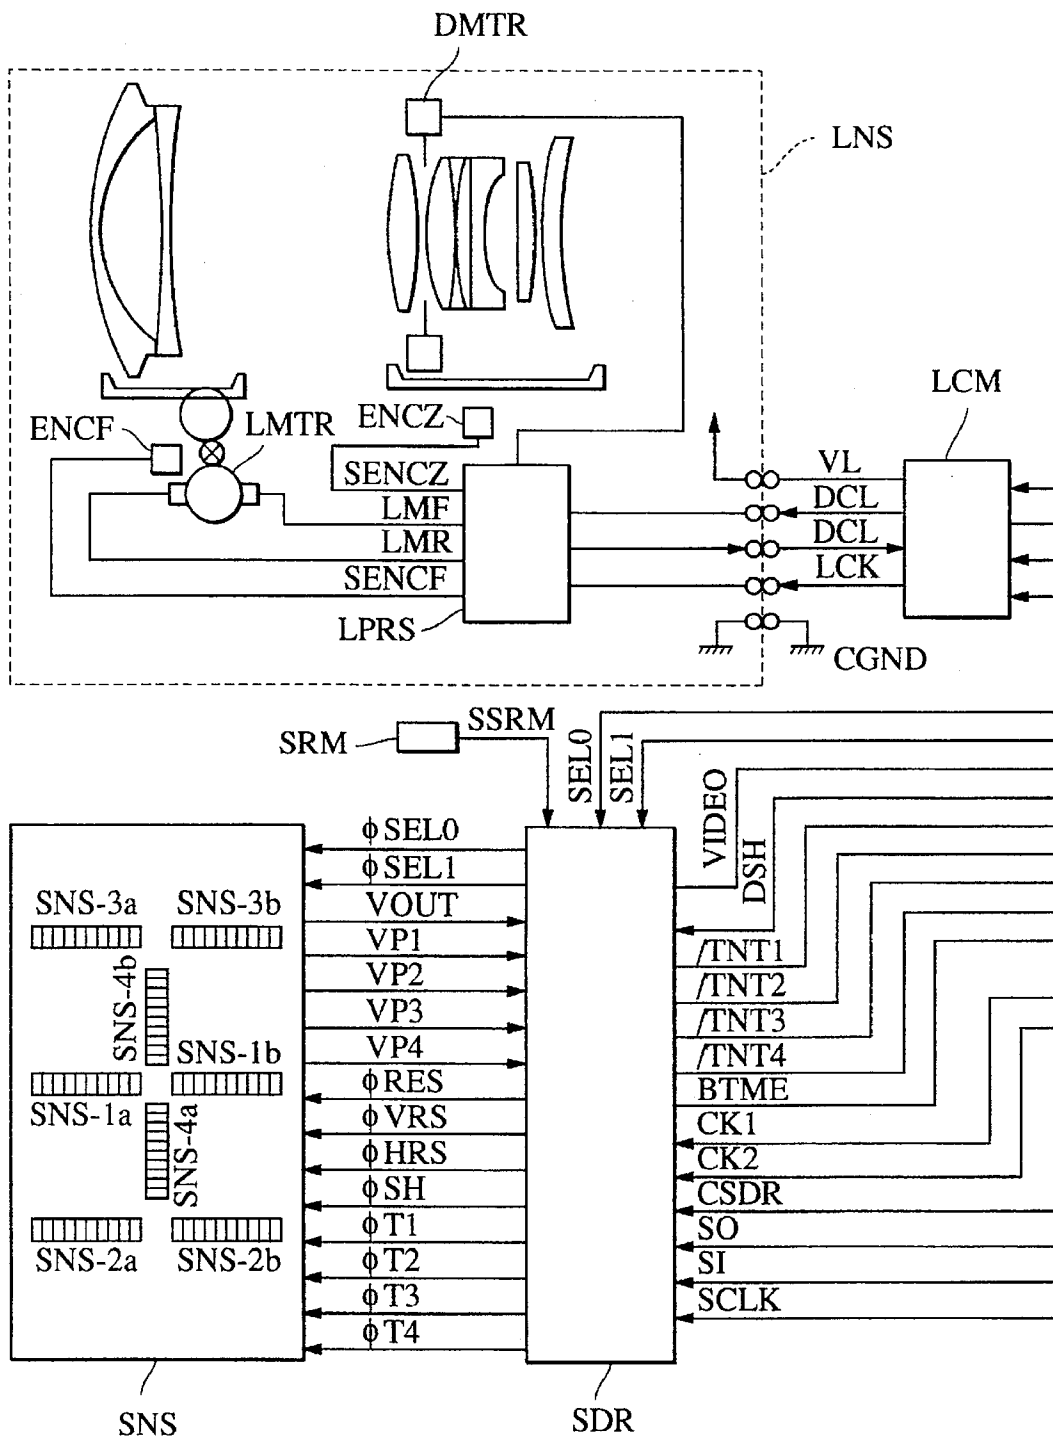 DMTR
LNS
LCM
ENCF
LMTR
ENCZ
SENCZ
LMF
LMR
SENCF
LPRS
VL
DCL
DCL
LCK
CGND
SRM
SSRM
SEL0
SEL1
VIDEO
DSH
SNS-3a
SNS-3b
SNS-4b
SNS-1b
SNS-1a
SNS-4a
SNS-2a
SNS-2b
SNS
ϕSEL0
ϕSEL1
VOUT
VP1
VP2
VP3
VP4
ϕRES
ϕVRS
ϕHRS
ϕSH
ϕT1
ϕT2
ϕT3
ϕT4
/TNT1
/TNT2
/TNT3
/TNT4
BTME
CK1
CK2
CSDR
SO
SI
SCLK
SDR